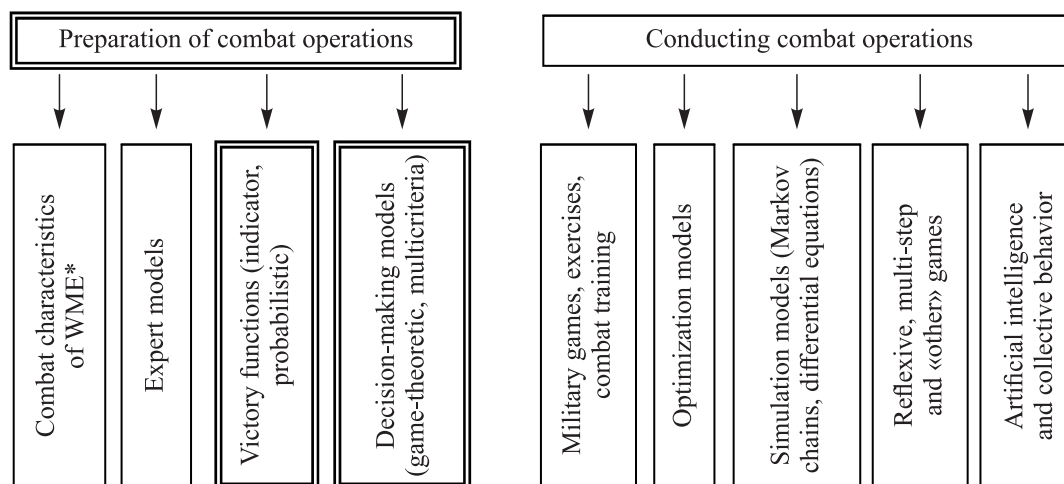 Preparation of combat operations
Conducting combat operations
Combat characteristics
of WME*
Expert models
Victory functions (indicator,
probabilistic)
Decision-making models
(game-theoretic, multicriteria)
Military games, exercises,
combat training
Optimization models
Simulation models (Markov
chains, differential equations)
Reflexive, multi-step
and «other» games
Artificial intelligence
and collective behavior